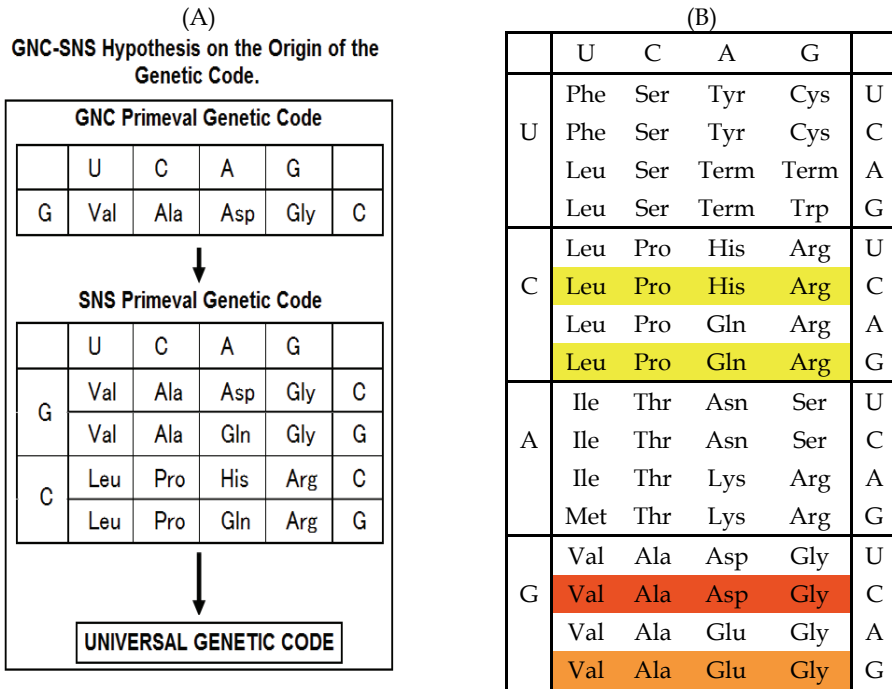 (A)
GNC-SNS Hypothesis on the Origin of the
Genetic Code.
GNC Primeval Genetic Code
U C A G
G Val Ala Asp Gly C
SNS Primeval Genetic Code
U C A G
G
Val Ala Asp Gly C
Val Ala Gln Gly G
C
Leu Pro His Arg C
Leu Pro Gln Arg G
UNIVERSAL GENETIC CODE
(B)
U C A G
Phe Ser Tyr Cys U
U Phe Ser Tyr Cys C
Leu Ser Term Term A
Leu Ser Term Trp G
Leu Pro His Arg U
C Leu Pro His Arg C
Leu Pro Gln Arg A
Leu Pro Gln Arg G
Ile Thr Asn Ser U
A Ile Thr Asn Ser C
Ile Thr Lys Arg A
Met Thr Lys Arg G
Val Ala Asp Gly U
G Val Ala Asp Gly C
Val Ala Glu Gly A
Val Ala Glu Gly G